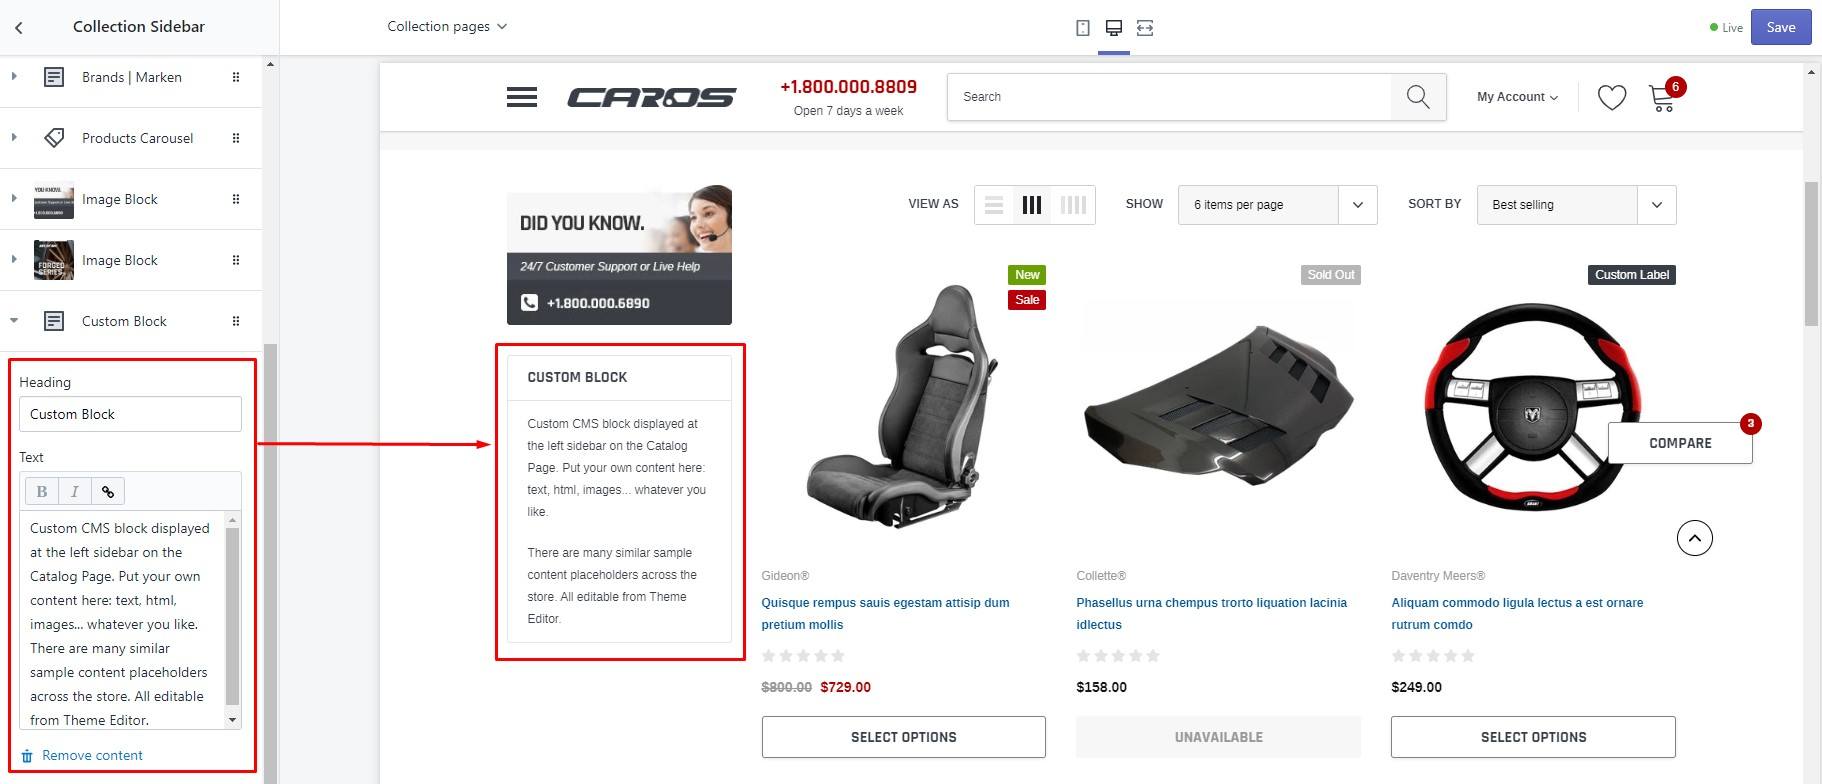 Collection Sidebar
Collection pages
Live
Save
Brands | Marken
Products Carousel
YOU KNOW.
Image Block
FORGED
SERIES
Image Block
Custom Block
Heading
Custom Block
Text
B I
Custom CMS block displayed
at the left sidebar on the
Catalog Page. Put your own
content here: text, html,
images... whatever you like.
There are many similar
sample content placeholders
across the store. All editable
from Theme Editor.
Remove content
CAROS
+1.800.000.8809
Open 7 days a week
Search
My Account
6
DID YOU KNOW.
24/7 Customer Support or Live Help
+1.800.000.6890
CUSTOM BLOCK
Custom CMS block displayed at
the left sidebar on the Catalog
Page. Put your own content here:
text, html, images... whatever you
like.
There are many similar sample
content placeholders across the
store. All editable from Theme
Editor.
VIEW AS
SHOW
6 items per page
SORT BY
Best selling
New
Sale
Gideon®
Quisque rempus sauis egestam attisip dum
pretium mollis
$800.00 $729.00
SELECT OPTIONS
Sold Out
Collette®
Phasellus urna chempus trorto liquation lacinia
idlectus
$158.00
UNAVAILABLE
Custom Label
Daventry Meers®
Aliquam commodo ligula lectus a est ornare
rutrum comdo
$249.00
SELECT OPTIONS
COMPARE
3